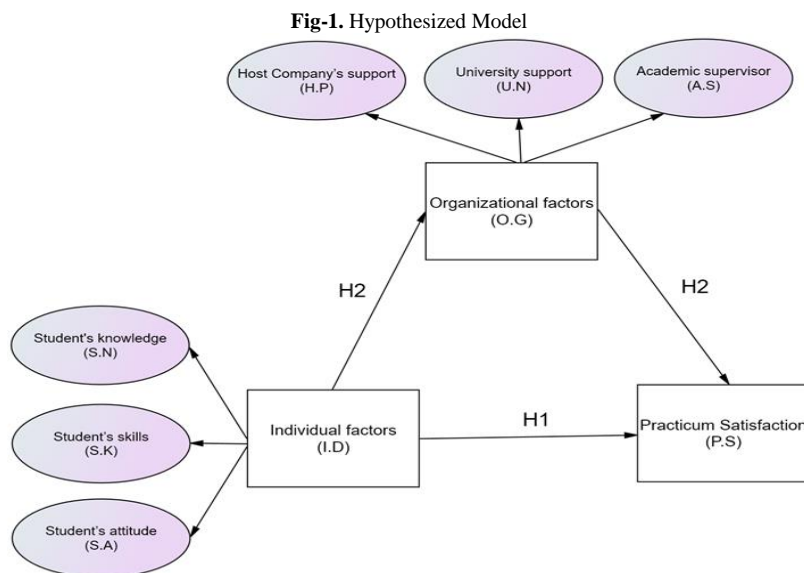 Fig-1. Hypothesized Model
Host Company's support
(H.P)
University support
(U.N)
Academic supervisor
(A.S)
Organizational factors
(O.G)
H2
H2
Student's knowledge
(S.N)
Student's skills
(S.K)
Student's attitude
(S.A)
Individual factors
(I.D)
H1
Practicum Satisfaction
(P.S)